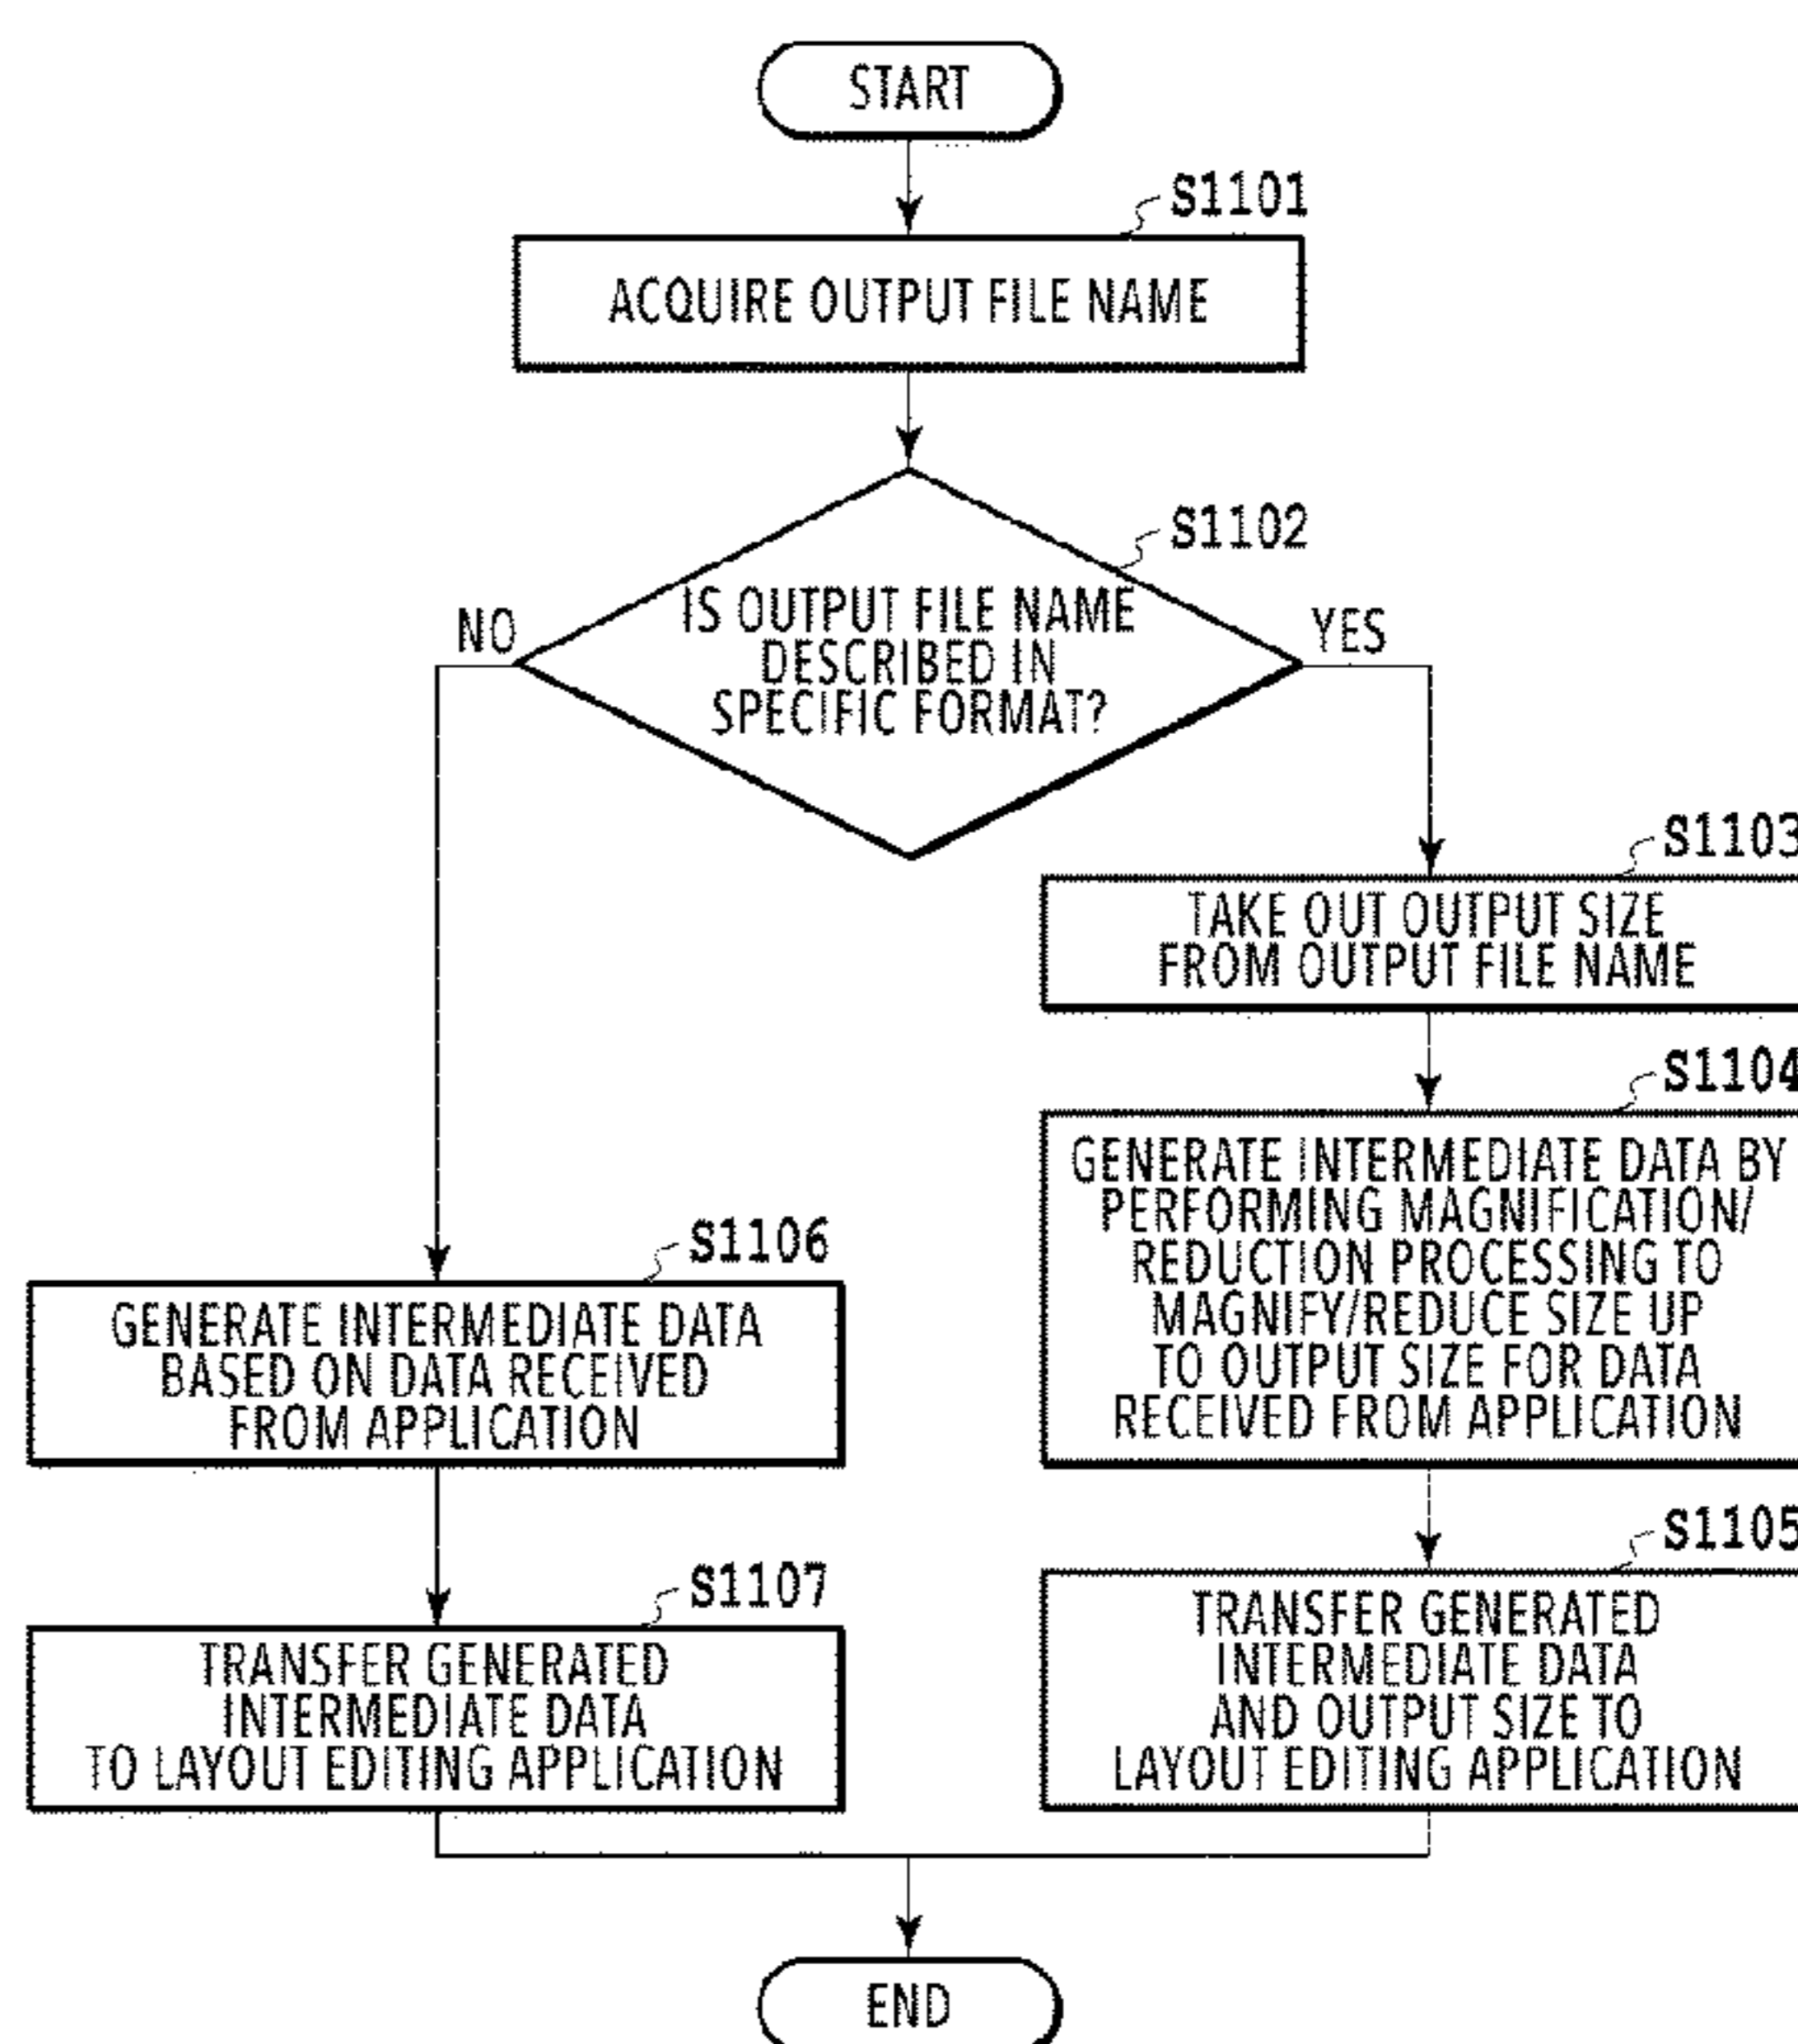 START
S1101
ACQUIRE OUTPUT FILE NAME
S1102
IS OUTPUT FILE NAME
DESCRIBED IN
SPECIFIC FORMAT?
NO
YES
S1103
TAKE OUT OUTPUT SIZE
FROM OUTPUT FILE NAME
S1104
GENERATE INTERMEDIATE DATA BY
PERFORMING MAGNIFICATION/
REDUCTION PROCESSING TO
MAGNIFY/REDUCE SIZE UP
TO OUTPUT SIZE FOR DATA
RECEIVED FROM APPLICATION
S1105
TRANSFER GENERATED
INTERMEDIATE DATA
AND OUTPUT SIZE TO
LAYOUT EDITING APPLICATION
S1106
GENERATE INTERMEDIATE DATA
BASED ON DATA RECEIVED
FROM APPLICATION
S1107
TRANSFER GENERATED
INTERMEDIATE DATA
TO LAYOUT EDITING APPLICATION
END